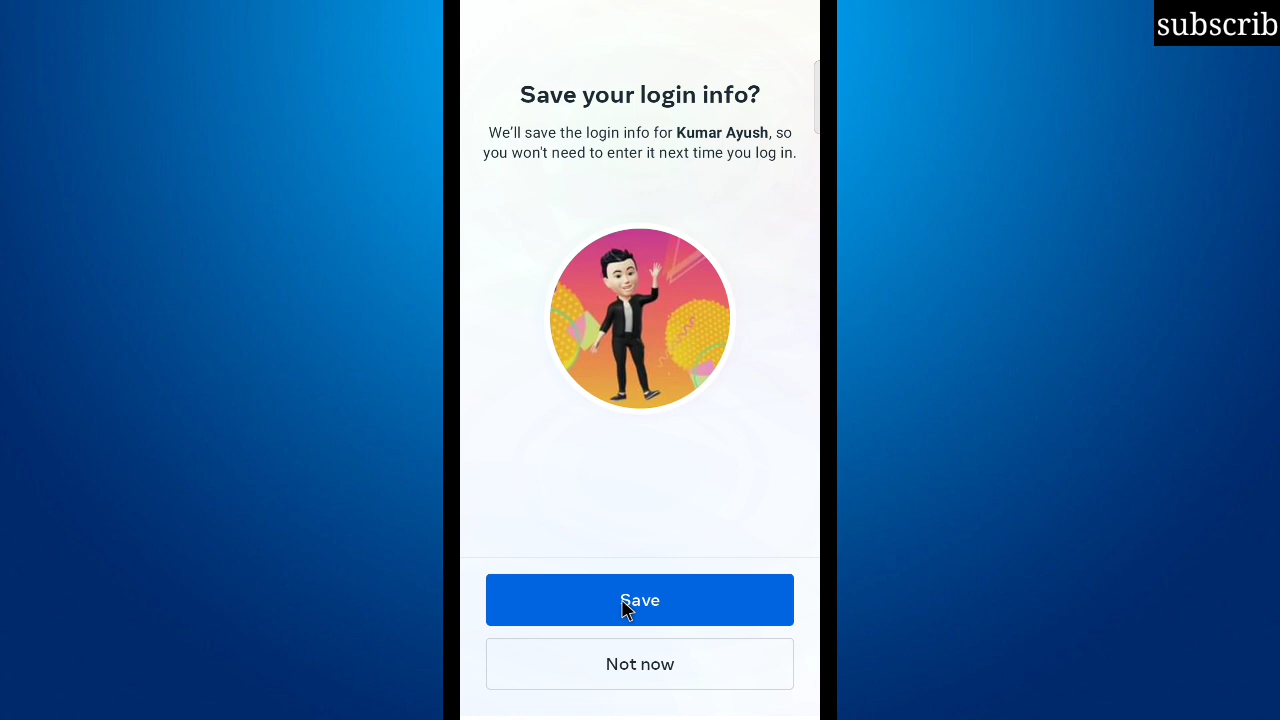 subscrib
Save your login info?
We'll save the login info for Kumar Ayush, so
you won't need to enter it next time you log in.
Save
Not now